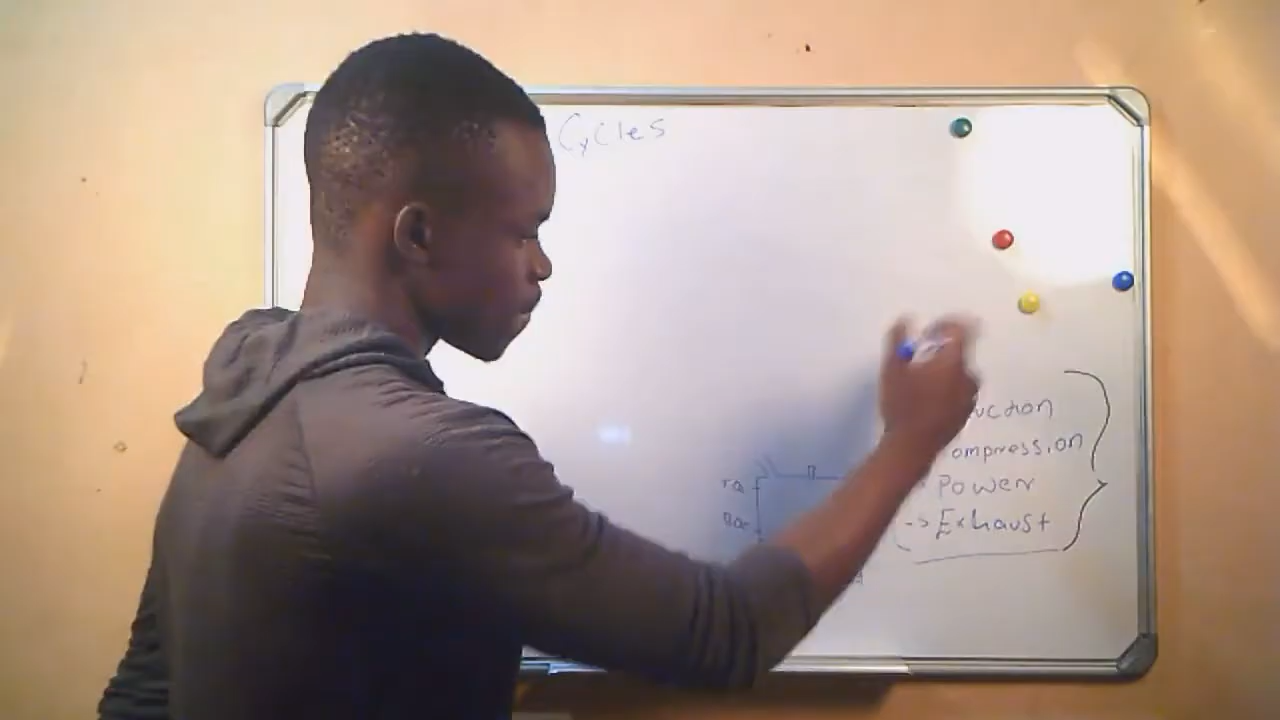 Cycles
uction
ompression
Power
-> Exhaust